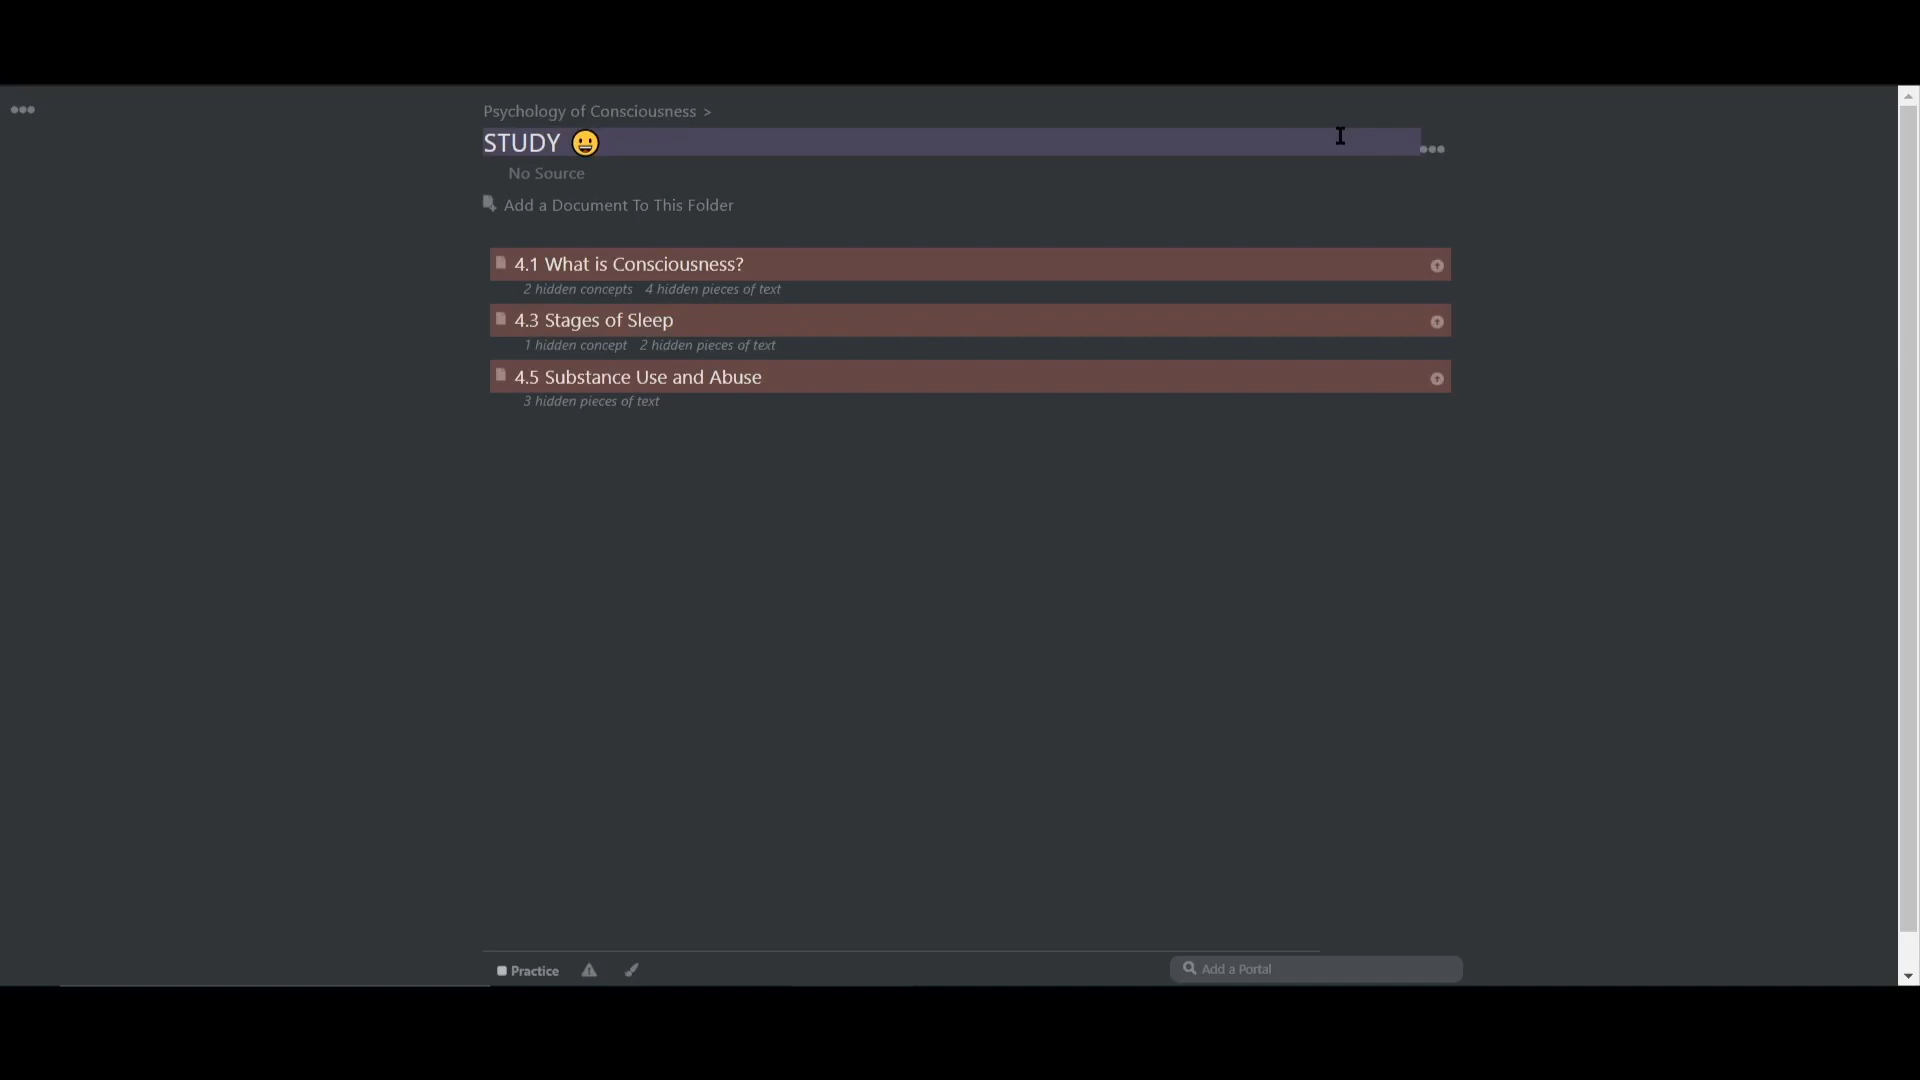 Psychology of Consciousness >
STUDY 😀
No Source
Add a Document To This Folder
4.1 What is Consciousness?
2 hidden concepts 4 hidden pieces of text
4.3 Stages of Sleep
1 hidden concept 2 hidden pieces of text
4.5 Substance Use and Abuse
3 hidden pieces of text
Practice
Add a Portal